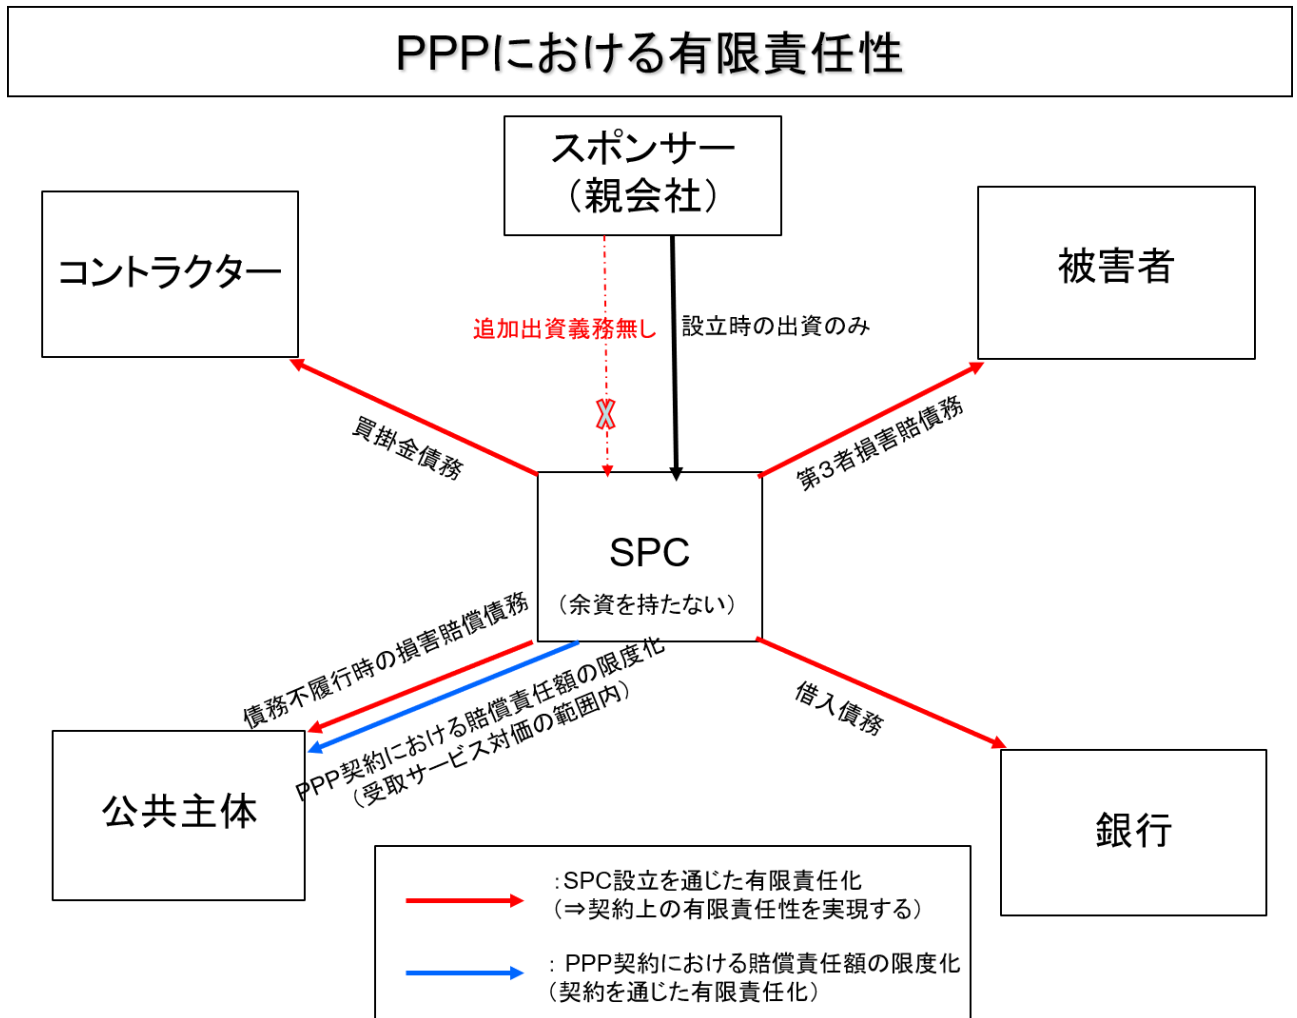 PPPにおける有限責任性
スポンサー
（親会社）
コントラクター
被害者
追加出資義務無し
設立時の出資のみ
買掛金債務
第3者損害賠債務
SPC
（余資を持たない）
債務不履行時の損害賠償債務
PPP契約における賠償責任額の限度化
（受取サービス対価の範囲内）
借入債務
公共主体
銀行
：SPC設立を通じた有限責任化
（⇒契約上の有限責任性を実現する）
： PPP契約における賠償責任額の限度化
（契約を通じた有限責任化）